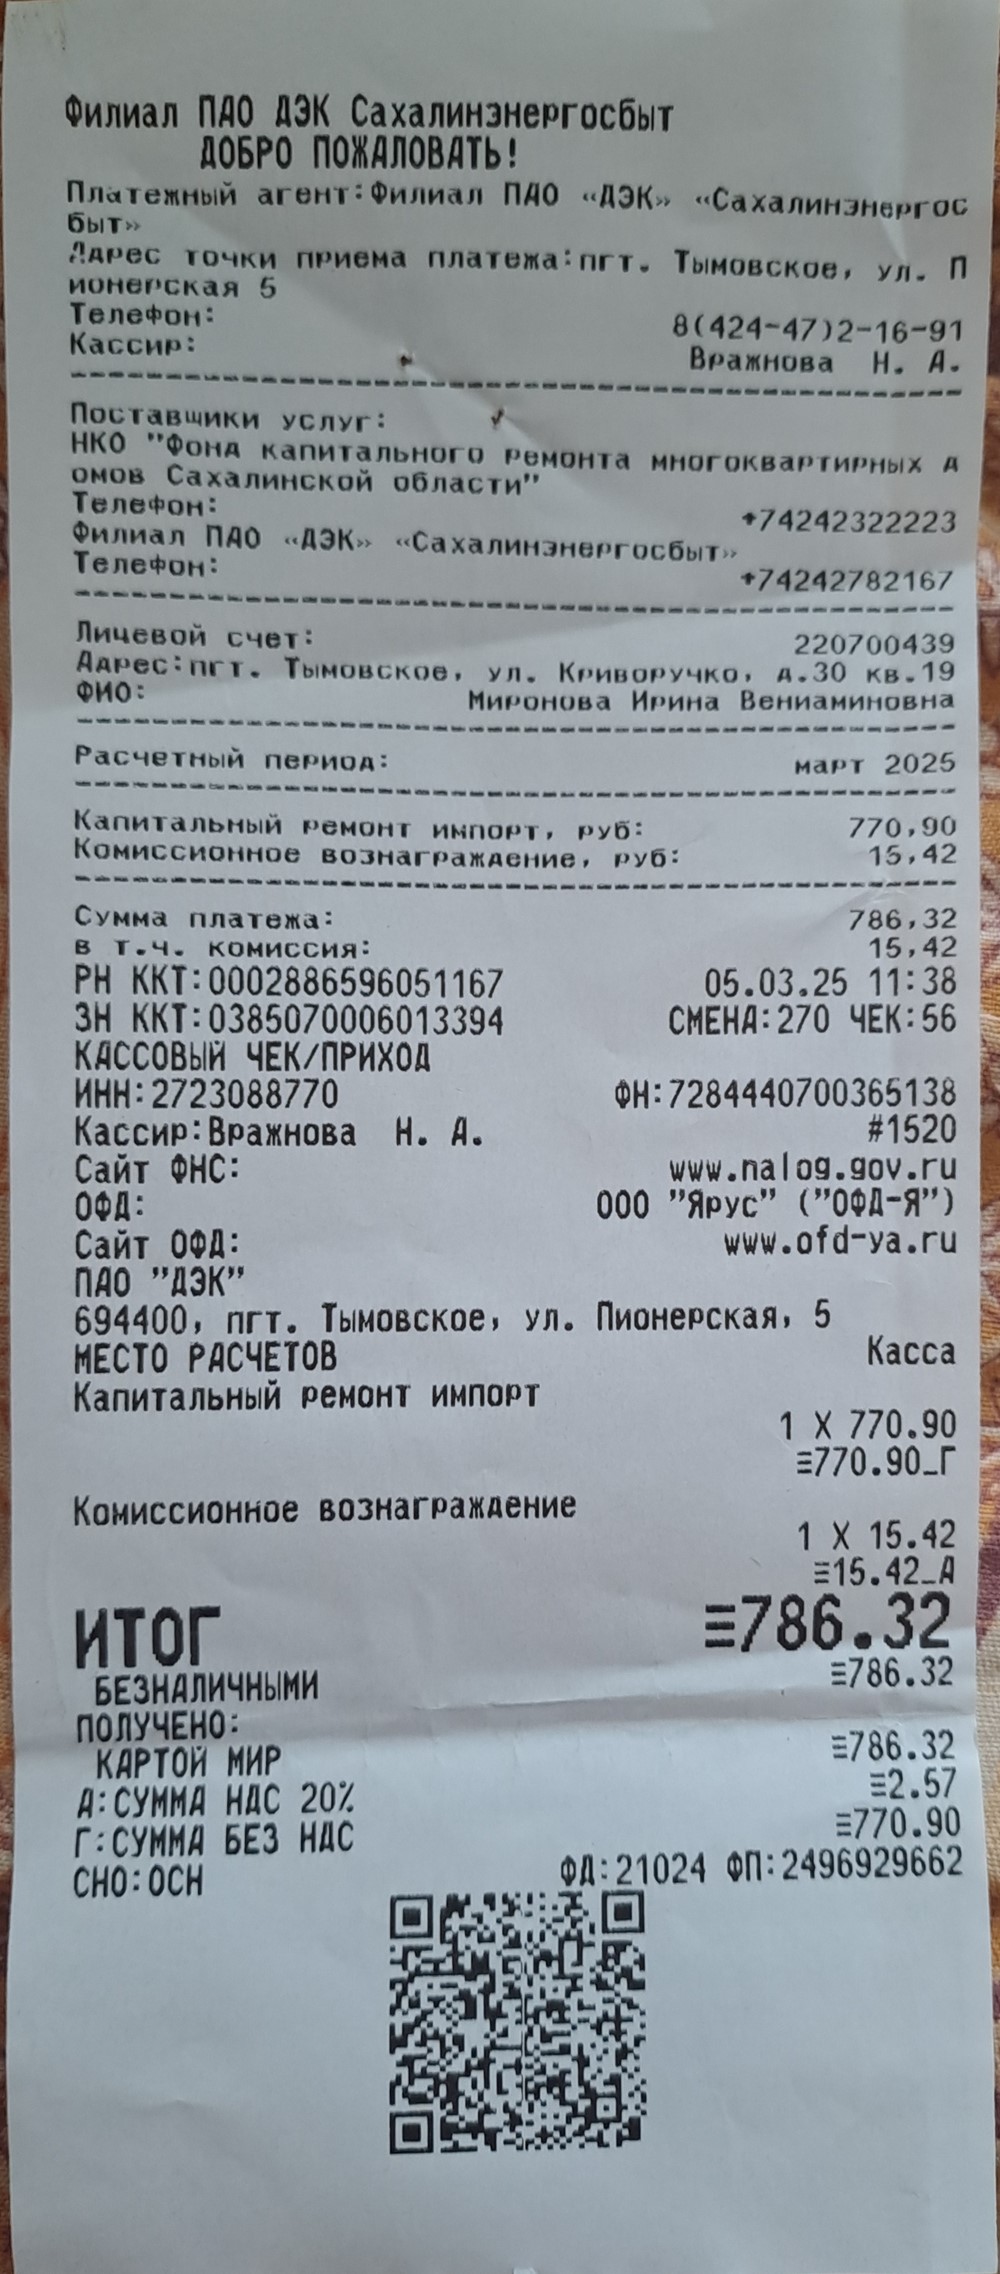 Филиал ПАО ДЭК Сахалинэнергосбыт
ДОБРО ПОЖАЛОВАТЬ!
Платежный агент:Филиал ПАО «ДЭК» «Сахалинэнергос
быт»
Адрес точки приема платежа:пгт. Тымовское, ул. П
ионерская 5
Телефон: 8(424-47)2-16-91
Кассир: Вражнова Н. А.
Поставщики услуг:
НКО "Фонд капитального ремонта многоквартирных д
омов Сахалинской области"
Телефон: +74242322223
Филиал ПАО «ДЭК» «Сахалинэнергосбыт»
Телефон: +74242782167
Лицевой счет: 220700439
Адрес:пгт. Тымовское, ул. Криворучко, д.30 кв.19
ФИО: Миронова Ирина Вениаминовна
Расчетный период: март 2025
Капитальный ремонт импорт, руб: 770,90
Комиссионное вознаграждение, руб: 15,42
Сумма платежа: 786,32
в т.ч. комиссия: 15,42
РН ККТ:0002886596051167 05.03.25 11:38
ЗН ККТ:0385070006013394 СМЕНА:270 ЧЕК:56
КАССОВЫЙ ЧЕК/ПРИХОД
ИНН:2723088770 ФН:7284440700365138
Кассир:Вражнова Н. А. #1520
Сайт ФНС: www.nalog.gov.ru
ОФД: ООО "Ярус" ("ОФД-Я")
Сайт ОФД: www.ofd-ya.ru
ПАО "ДЭК"
694400, пгт. Тымовское, ул. Пионерская, 5
МЕСТО РАСЧЕТОВ Касса
Капитальный ремонт импорт
1 X 770.90
≡770.90_Г
Комиссионное вознаграждение
1 X 15.42
≡15.42_А
ИТОГ ≡786.32
БЕЗНАЛИЧНЫМИ ≡786.32
ПОЛУЧЕНО:
КАРТОЙ МИР ≡786.32
А:СУММА НДС 20% ≡2.57
Г:СУММА БЕЗ НДС ≡770.90
СНО:ОСН ФД:21024 ФП:2496929662